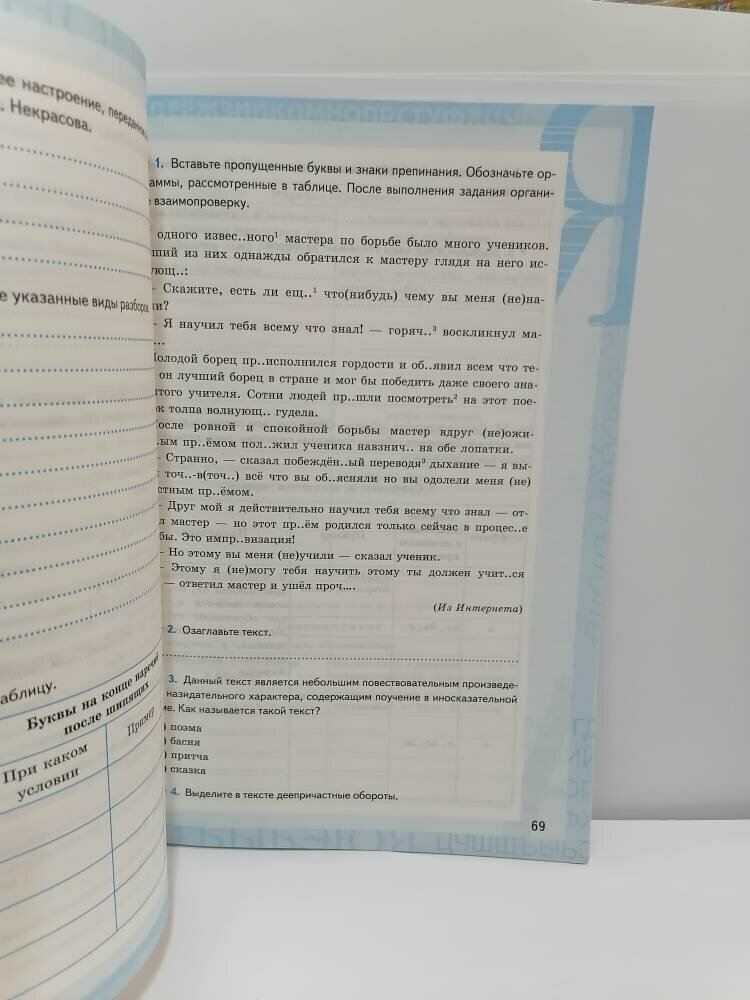 ее настроение, переданное
. Некрасова.
е указанные виды разборов
аблицу.
Буквы на конце наречий
после шипящих
При каком
условии
Пример
1. Вставьте пропущенные буквы и знаки препинания. Обозначьте ор-
аммы, рассмотренные в таблице. После выполнения задания органи-
е взаимопроверку.
одного извес..ного¹ мастера по борьбе было много учеников.
ший из них однажды обратился к мастеру глядя на него ис-
ующ..:
- Скажите, есть ли ещ..¹ что(нибудь) чему вы меня (не)на-
ли?
- Я научил тебя всему что знал! — горяч..³ воскликнул ма-
...
Молодой борец пр..исполнился гордости и об..явил всем что те-
он лучший борец в стране и мог бы победить даже своего зна-
итого учителя. Сотни людей пр..шли посмотреть² на этот пое-
ок толпа волнующ.. гудела.
После ровной и спокойной борьбы мастер вдруг (не)ожи-
.ым пр..ёмом пол..жил ученика навзнич.. на обе лопатки.
- Странно, — сказал побеждён..ый переводя³ дыхание — я вы-
точ..-в(точ..) всё что вы об..ясняли но вы одолели меня (не)
стным пр..ёмом.
- Друг мой я действительно научил тебя всему что знал — от-
л мастер — но этот пр..ём родился только сейчас в процес..е
бы. Это импр..визация!
- Но этому вы меня (не)учили — сказал ученик.
- Этому я (не)могу тебя научить этому ты должен учит..ся
— ответил мастер и ушёл проч....
(Из Интернета)
2. Озаглавьте текст.
3. Данный текст является небольшим повествовательным произведе-
назидательного характера, содержащим поучение в иносказательной
ме. Как называется такой текст?
) поэма
) басня
) притча
) сказка
4. Выделите в тексте деепричастные обороты.
69
Я